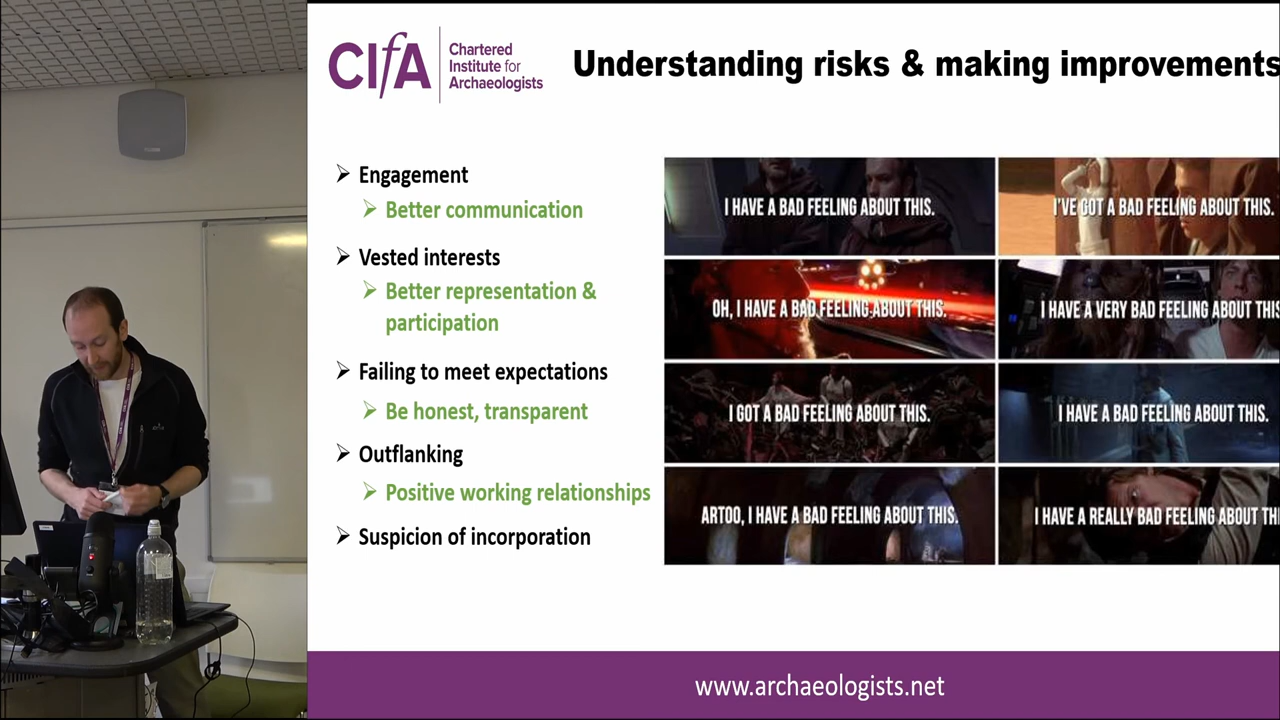 CIfA
Chartered
Institute for
Archaeologists
Understanding risks & making improvements
Engagement
Better communication
Vested interests
Better representation &
participation
Failing to meet expectations
Be honest, transparent
Outflanking
Positive working relationships
Suspicion of incorporation
I HAVE A BAD FEELING ABOUT THIS.
I'VE GOT A BAD FEELING ABOUT THIS.
OH, I HAVE A BAD FEELING ABOUT THIS.
I HAVE A VERY BAD FEELING ABOUT THIS
I GOT A BAD FEELING ABOUT THIS.
I HAVE A BAD FEELING ABOUT THIS.
ARTOO, I HAVE A BAD FEELING ABOUT THIS.
I HAVE A REALLY BAD FEELING ABOUT THI
www.archaeologists.net